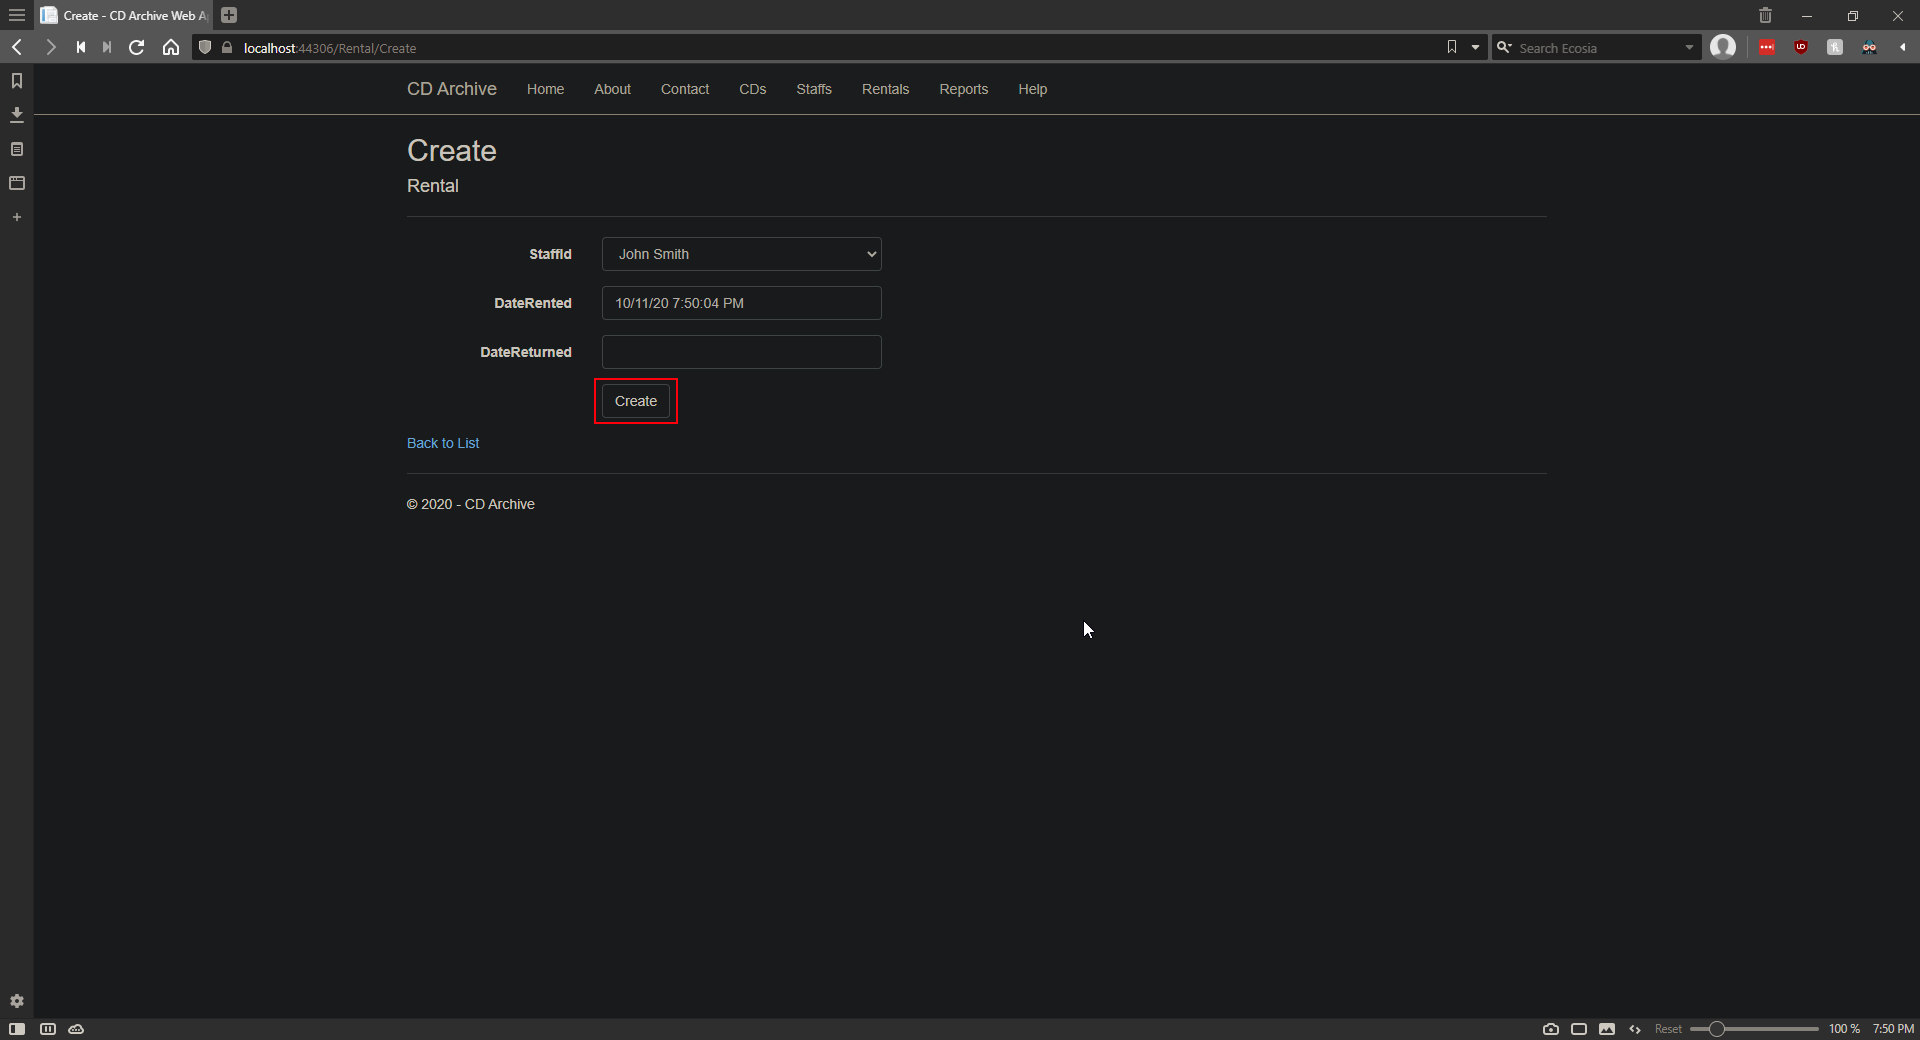 Create - CD Archive Web A
localhost:44306/Rental/Create
Search Ecosia
CD Archive Home About Contact CDs Staffs Rentals Reports Help
Create
Rental
StaffId John Smith
DateRented 10/11/20 7:50:04 PM
DateReturned
Create
Back to List
© 2020 - CD Archive
Reset 100 % 7:50 PM